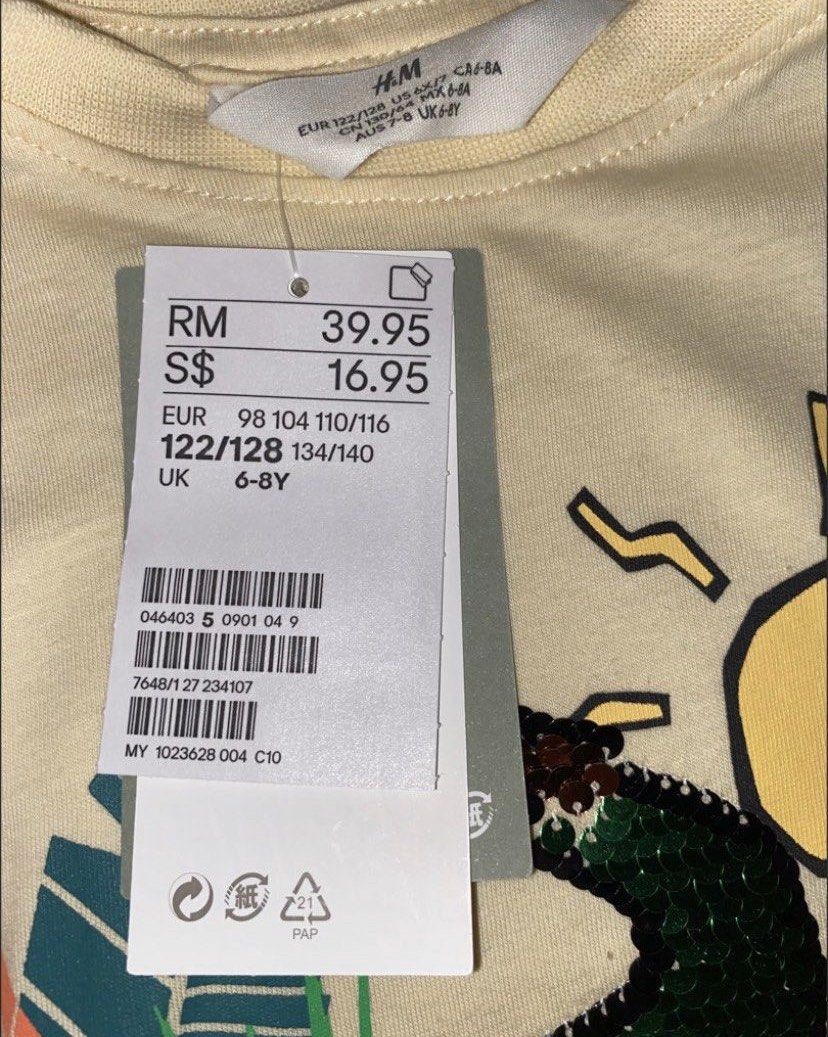 H&M
EUR 122/128 US 6X/7 CA6-8A
CN 130/64 MX 6-8A
AUS 7-8 UK6-8Y
RM 39.95
S$ 16.95
EUR 98 104 110/116
122/128 134/140
UK 6-8Y
046403 5 0901 04 9
7648/1 27 234107
MY 1023628 004 C10
紙
紙
21
PAP